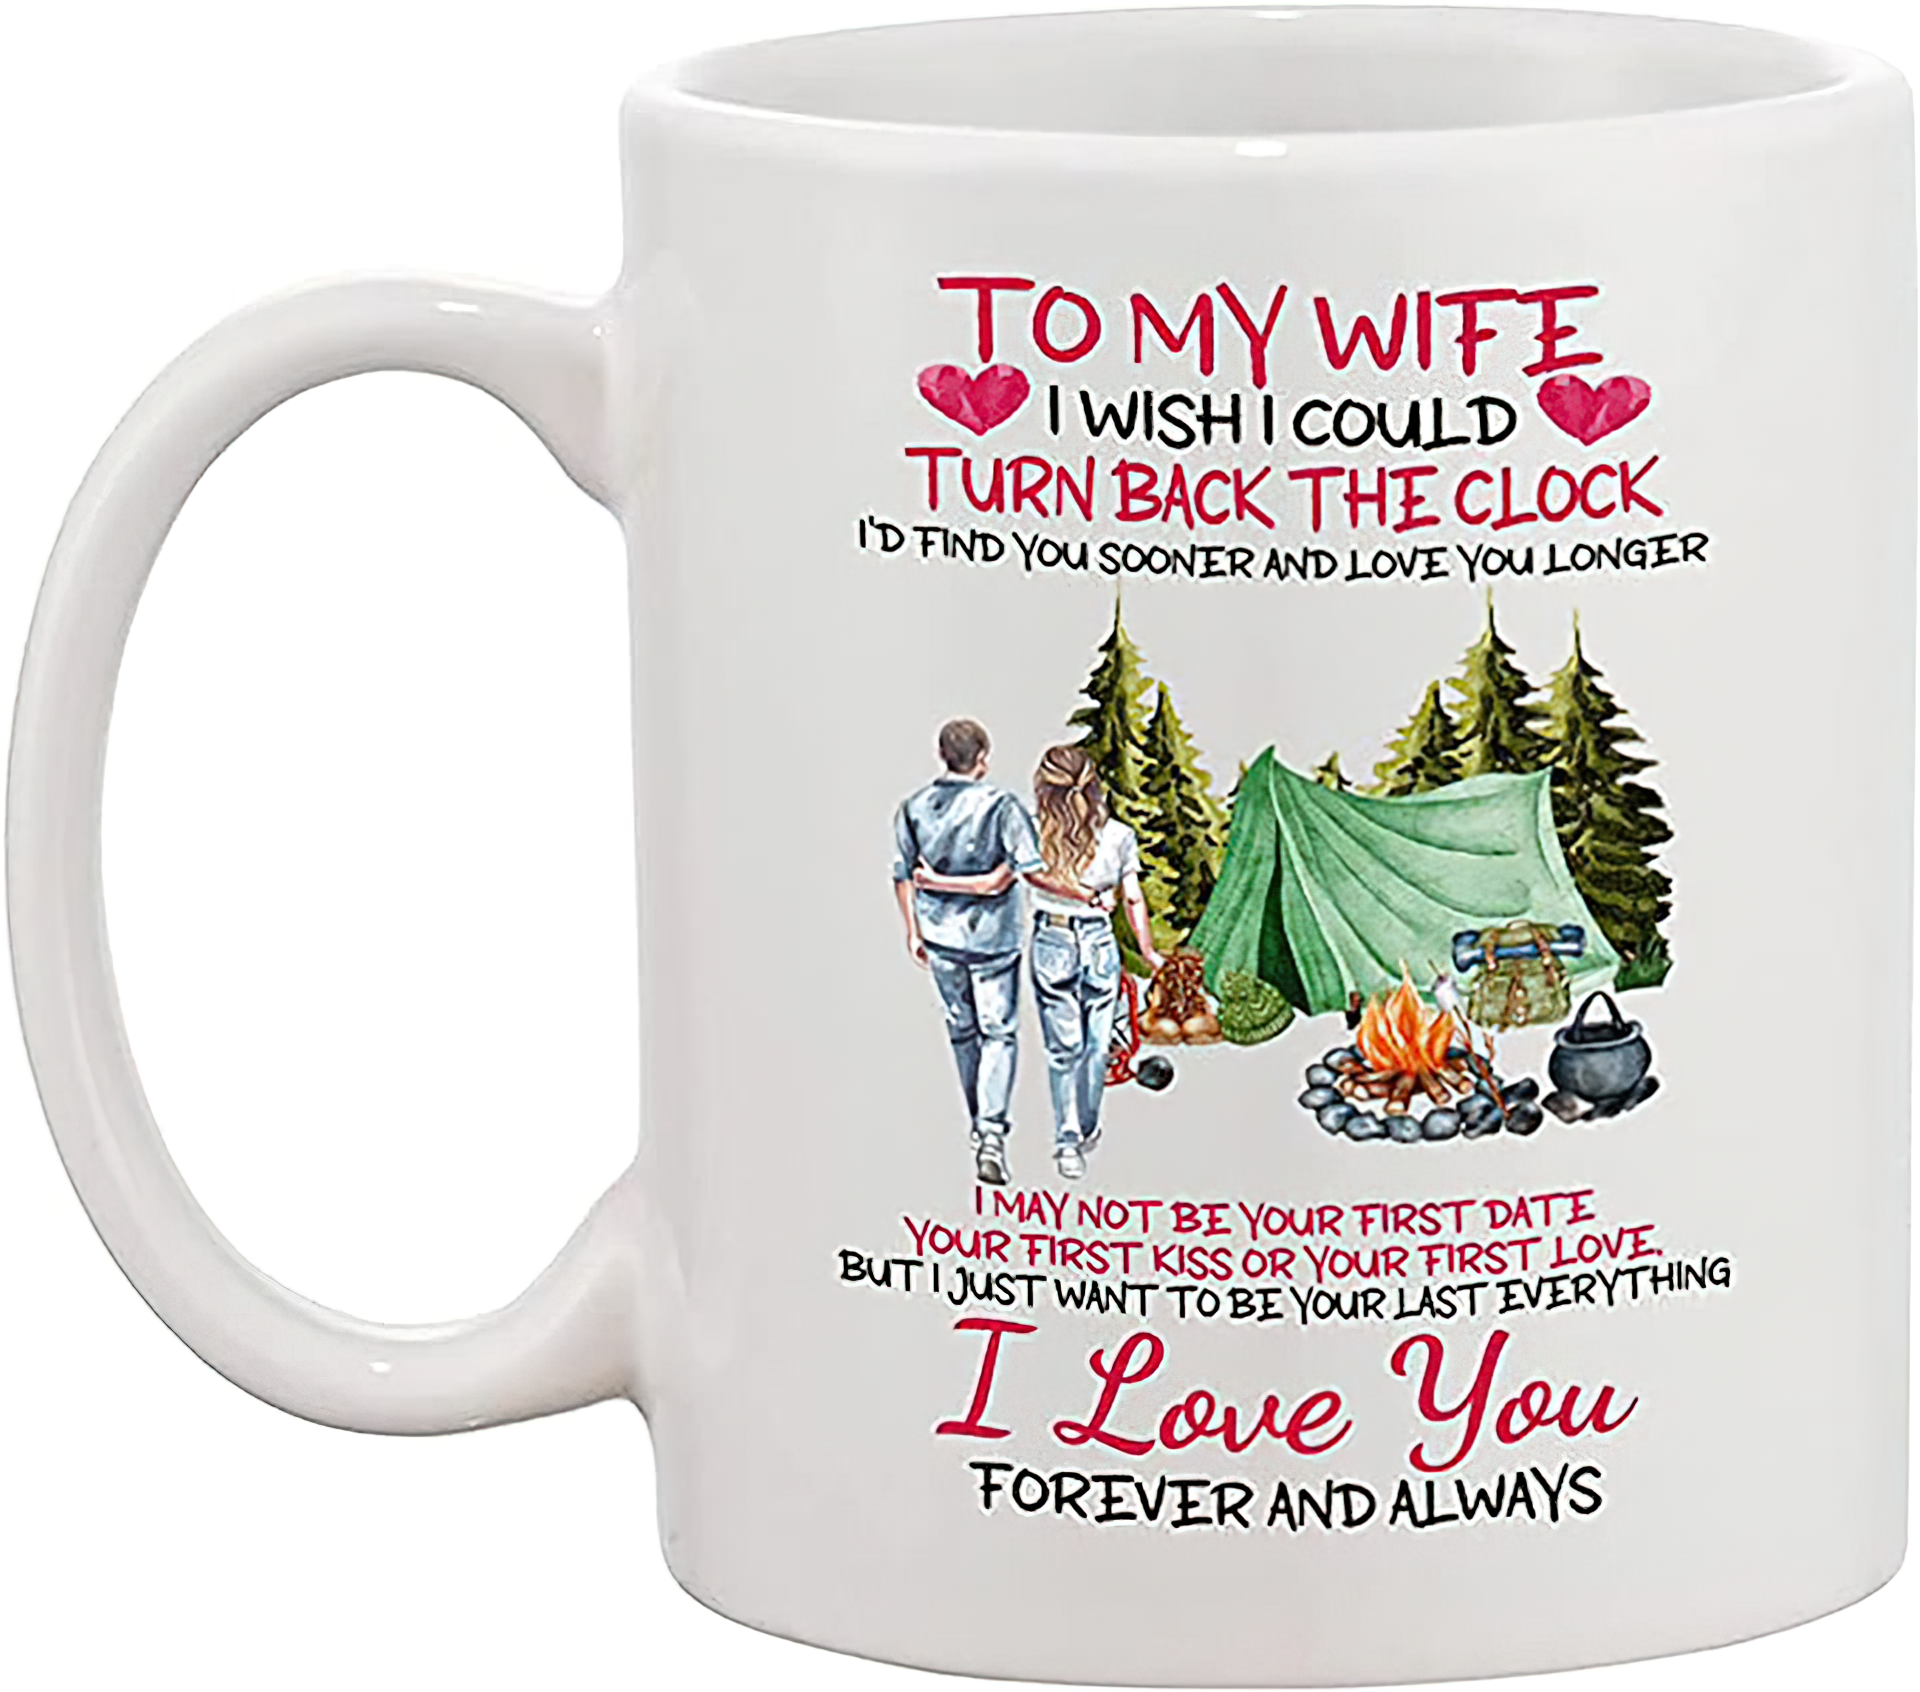 TO MY WIFE
I WISH I COULD
TURN BACK THE CLOCK
I'D FIND YOU SOONER AND LOVE YOU LONGER
I MAY NOT BE YOUR FIRST DATE
YOUR FIRST KISS OR YOUR FIRST LOVE.
BUT I JUST WANT TO BE YOUR LAST EVERYTHING
I Love You
FOREVER AND ALWAYS